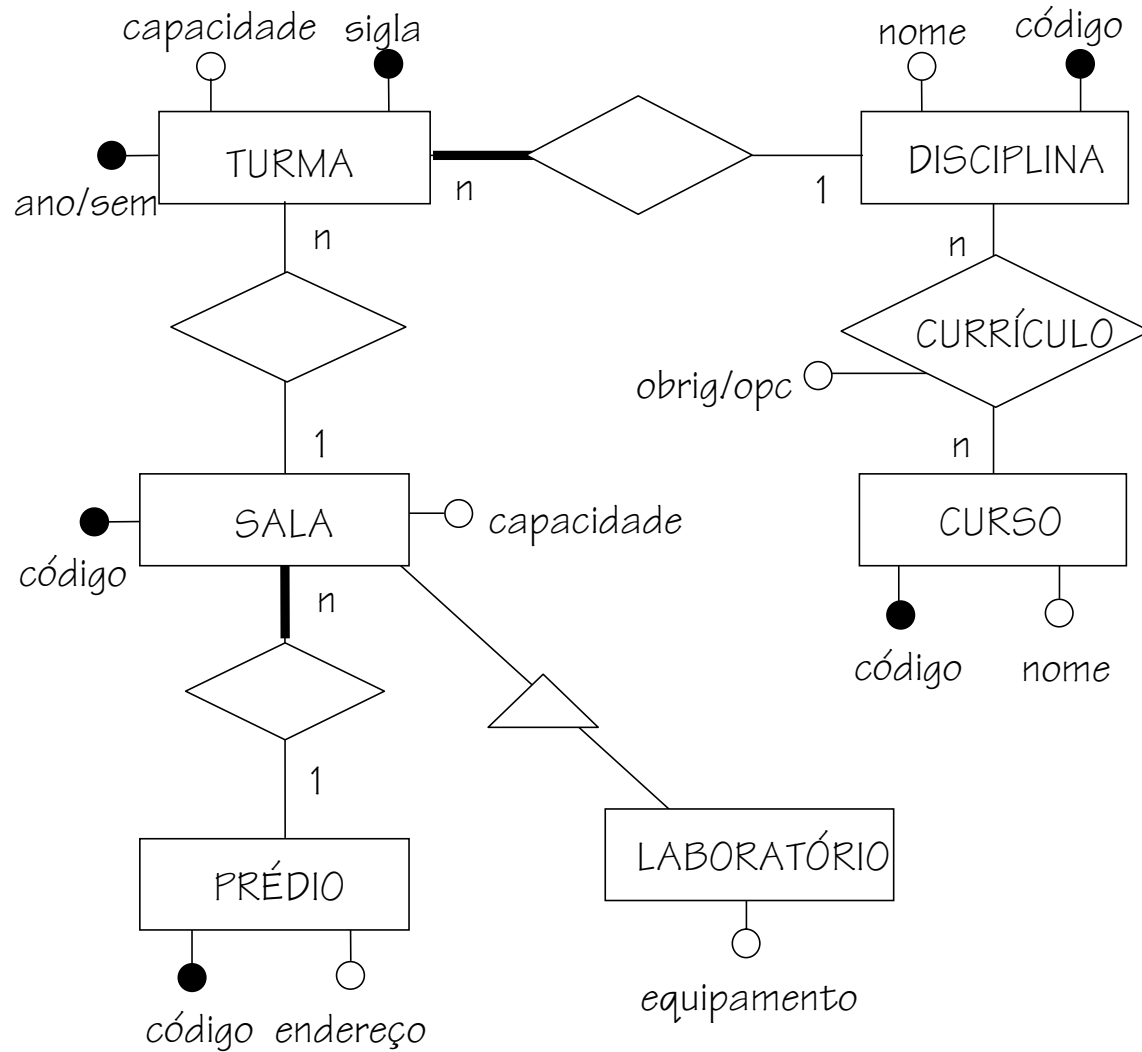 capacidade
sigla
nome
código
TURMA
DISCIPLINA
ano/sem
n
1
n
n
CURRÍCULO
obrig/opc
1
n
SALA
capacidade
CURSO
código
n
código
nome
1
LABORATÓRIO
PRÉDIO
equipamento
código
endereço